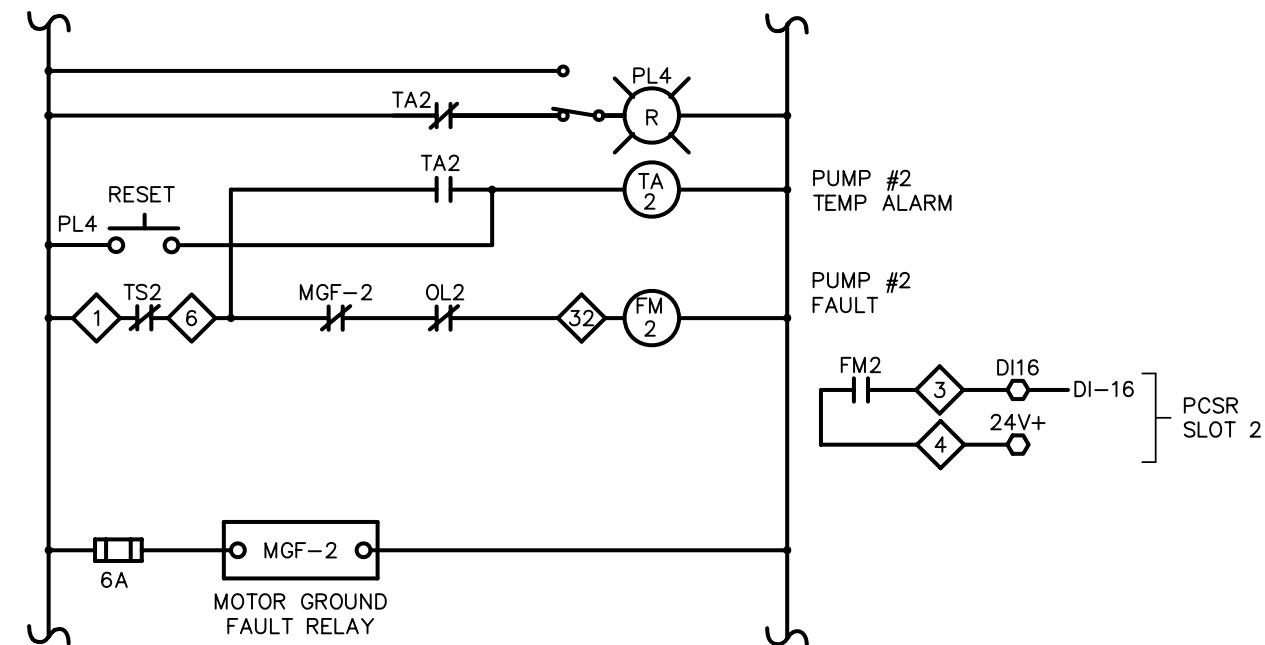 PL4
TA2
R
TA2
RESET
TA
2
PUMP #2
TEMP ALARM
PL4
TS2
MGF-2
OL2
1
6
32
FM
2
PUMP #2
FAULT
FM2
3
DI16
DI-16
24V+
4
PCSR
SLOT 2
6A
MGF-2
MOTOR GROUND
FAULT RELAY